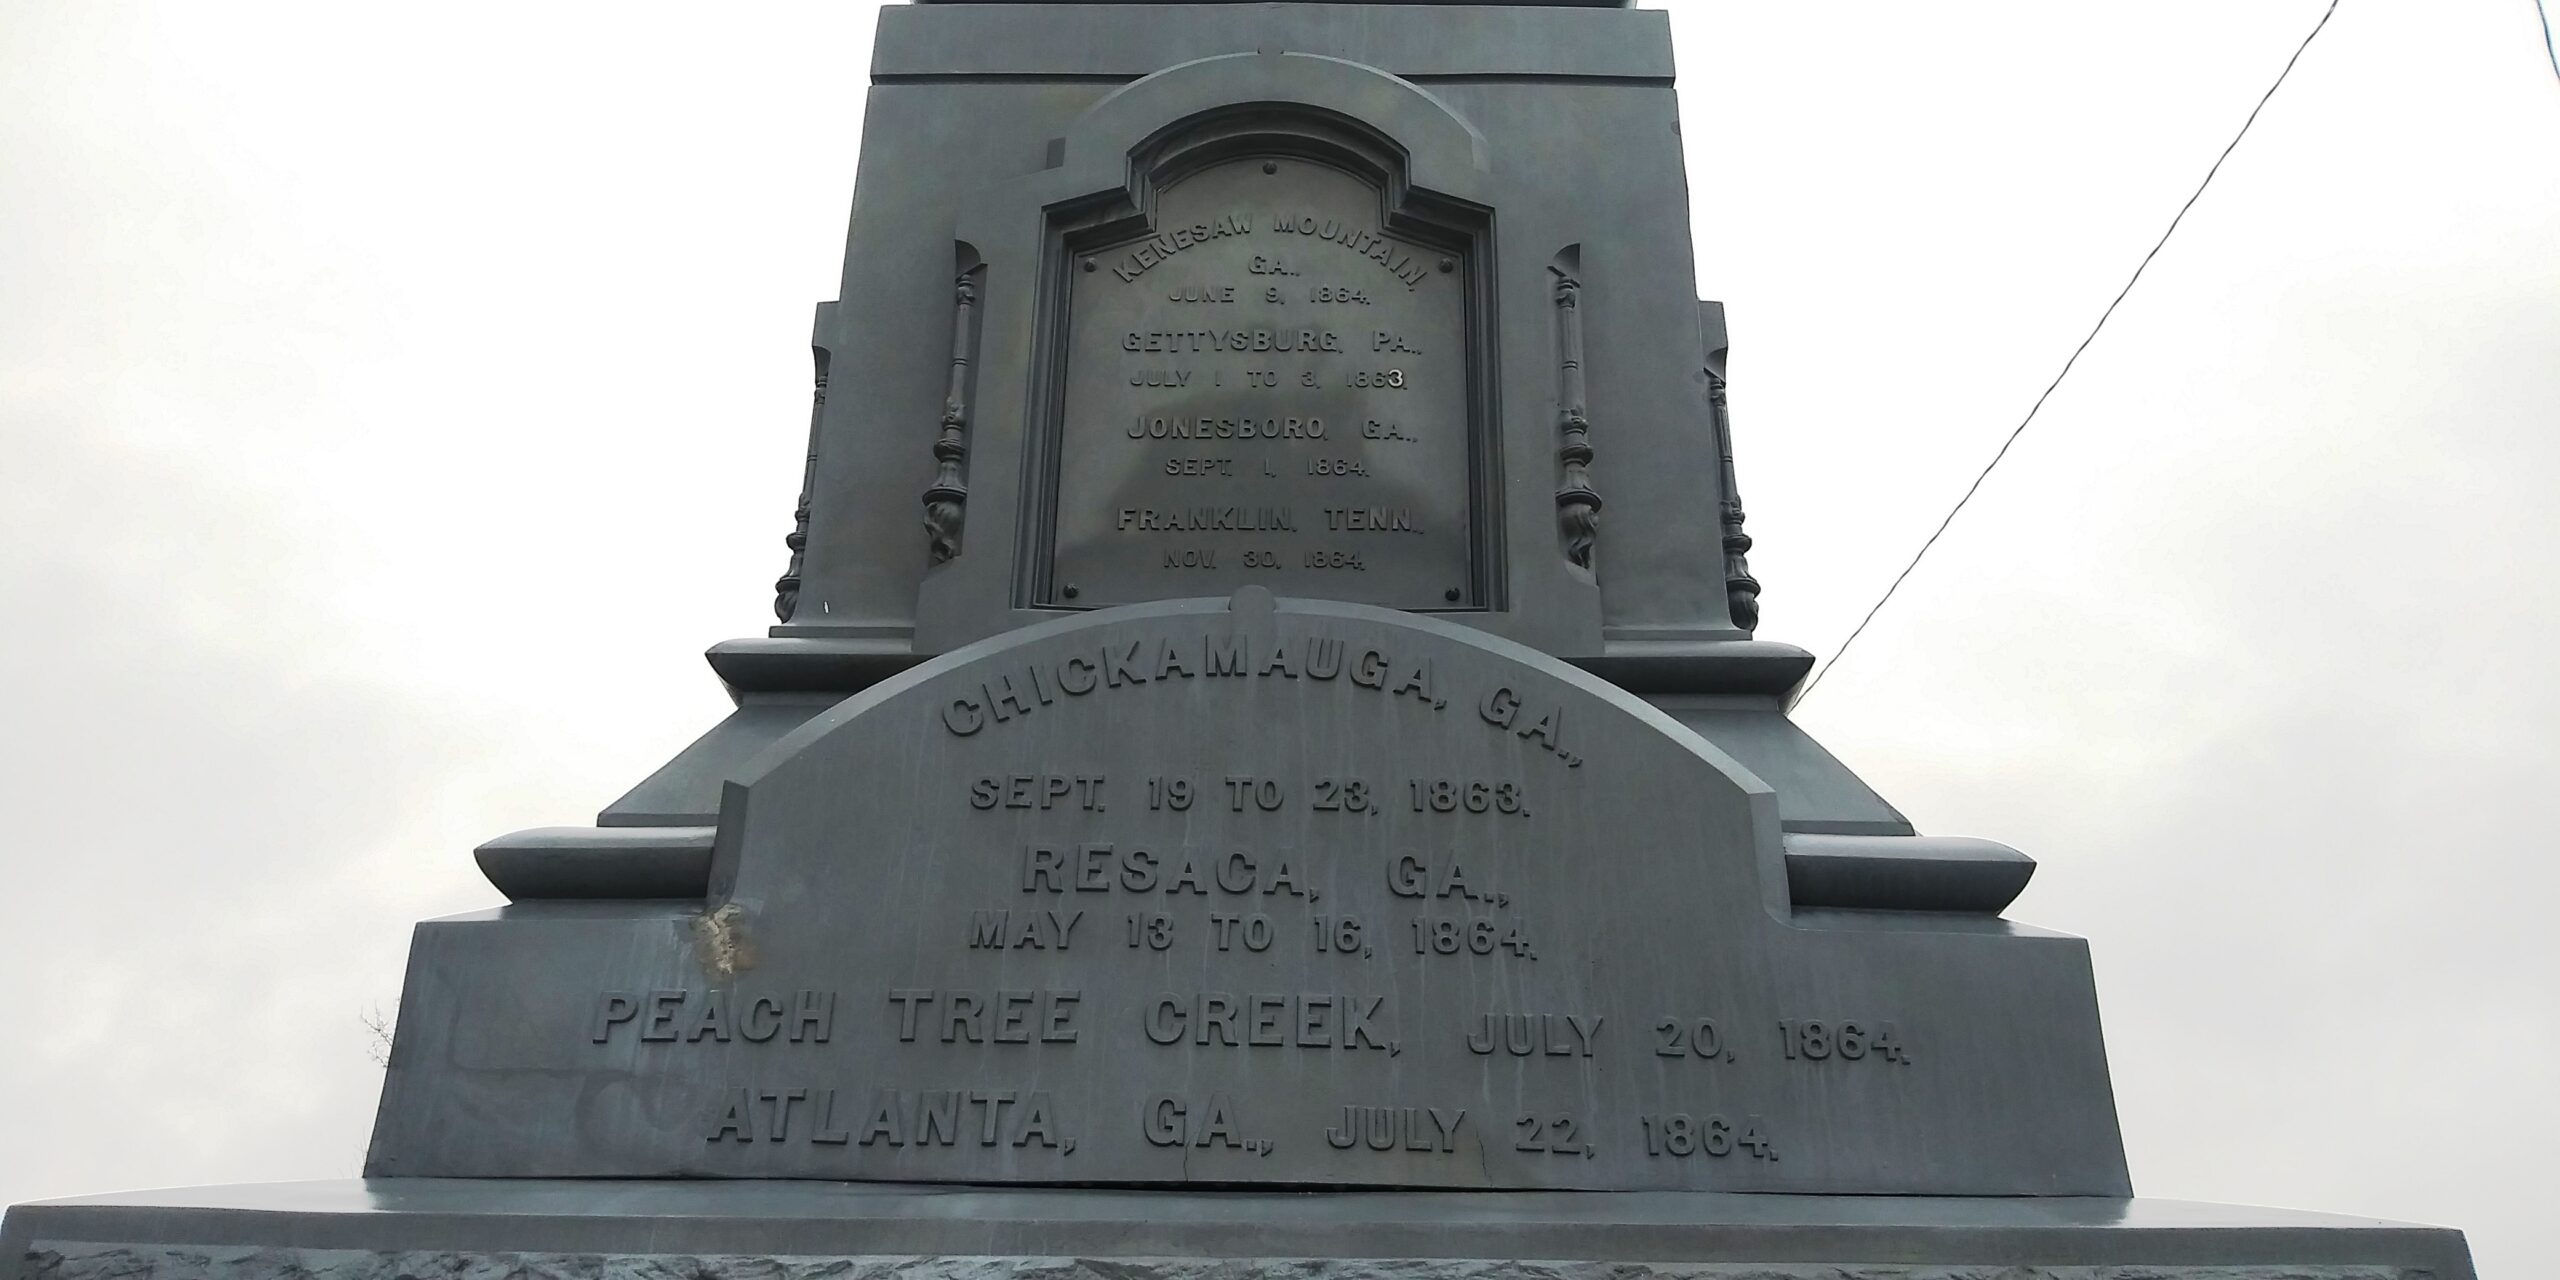 KENESAW MOUNTAIN,
GA.,
JUNE 9, 1864.
GETTYSBURG, PA.,
JULY 1 TO 3, 1863.
JONESBORO, GA.,
SEPT. 1, 1864.
FRANKLIN, TENN.,
NOV. 30, 1864.
CHICKAMAUGA, GA.,
SEPT. 19 TO 23, 1863.
RESACA, GA.,
MAY 13 TO 16, 1864.
PEACH TREE CREEK, JULY 20, 1864.
ATLANTA, GA., JULY 22, 1864.